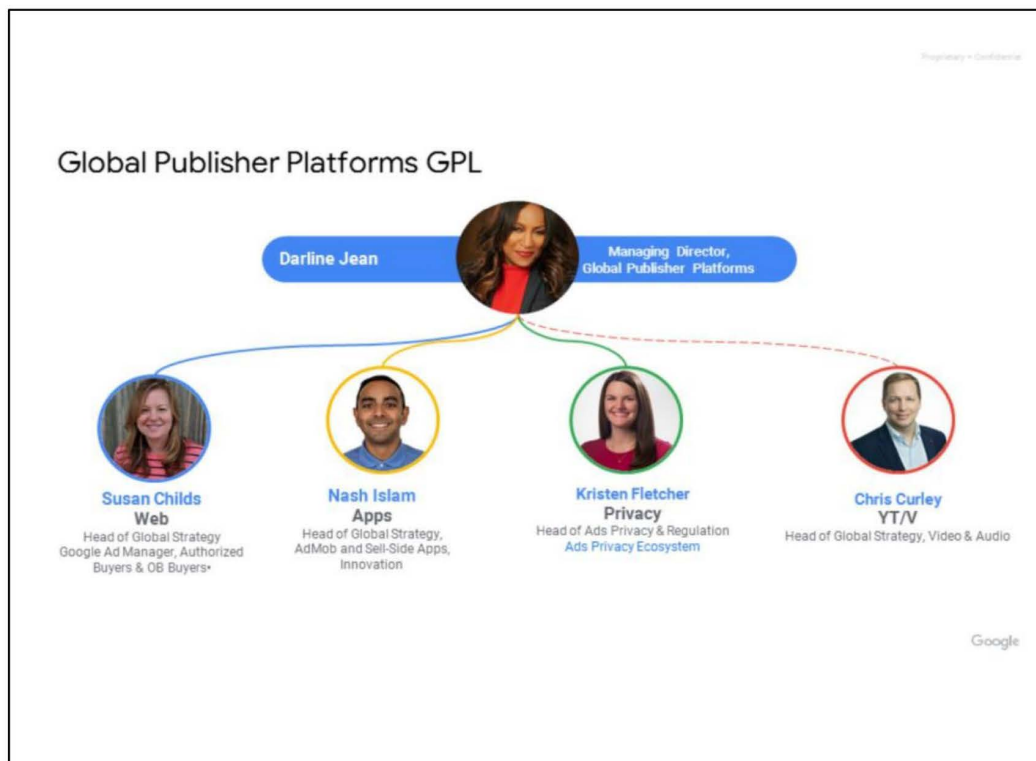 Proprietary + Confidential
Global Publisher Platforms GPL
Darline Jean
Managing Director,
Global Publisher Platforms
Susan Childs
Web
Head of Global Strategy
Google Ad Manager, Authorized
Buyers & OB Buyers•
Nash Islam
Apps
Head of Global Strategy,
AdMob and Sell-Side Apps,
Innovation
Kristen Fletcher
Privacy
Head of Ads Privacy & Regulation
Ads Privacy Ecosystem
Chris Curley
YT/V
Head of Global Strategy, Video & Audio
Google